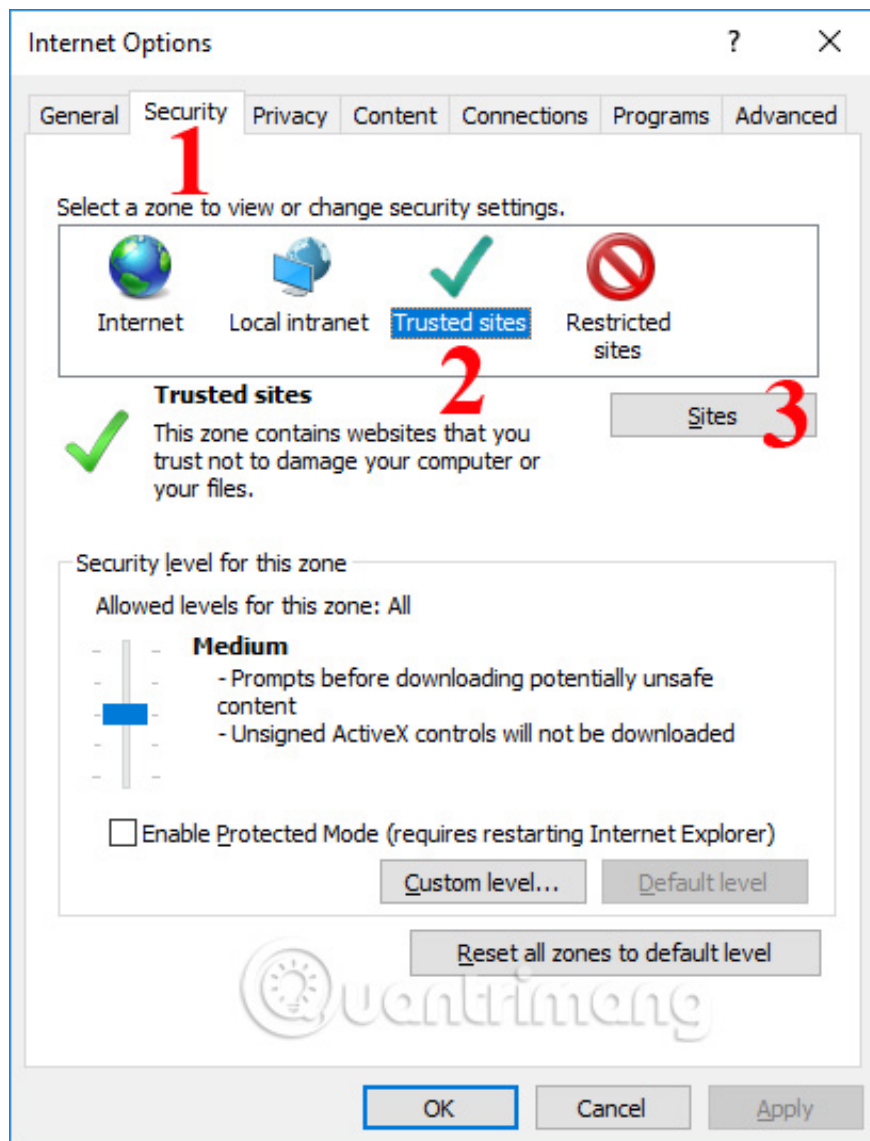 Internet Options
?
General Security Privacy Content Connections Programs Advanced
1
Select a zone to view or change security settings.
Internet Local intranet Trusted sites Restricted
sites
2
Trusted sites
Sites 3
This zone contains websites that you
trust not to damage your computer or
your files.
Security level for this zone
Allowed levels for this zone: All
Medium
- Prompts before downloading potentially unsafe
content
- Unsigned ActiveX controls will not be downloaded
Enable Protected Mode (requires restarting Internet Explorer)
Custom level... Default level
Reset all zones to default level
Quantrimang
OK Cancel Apply